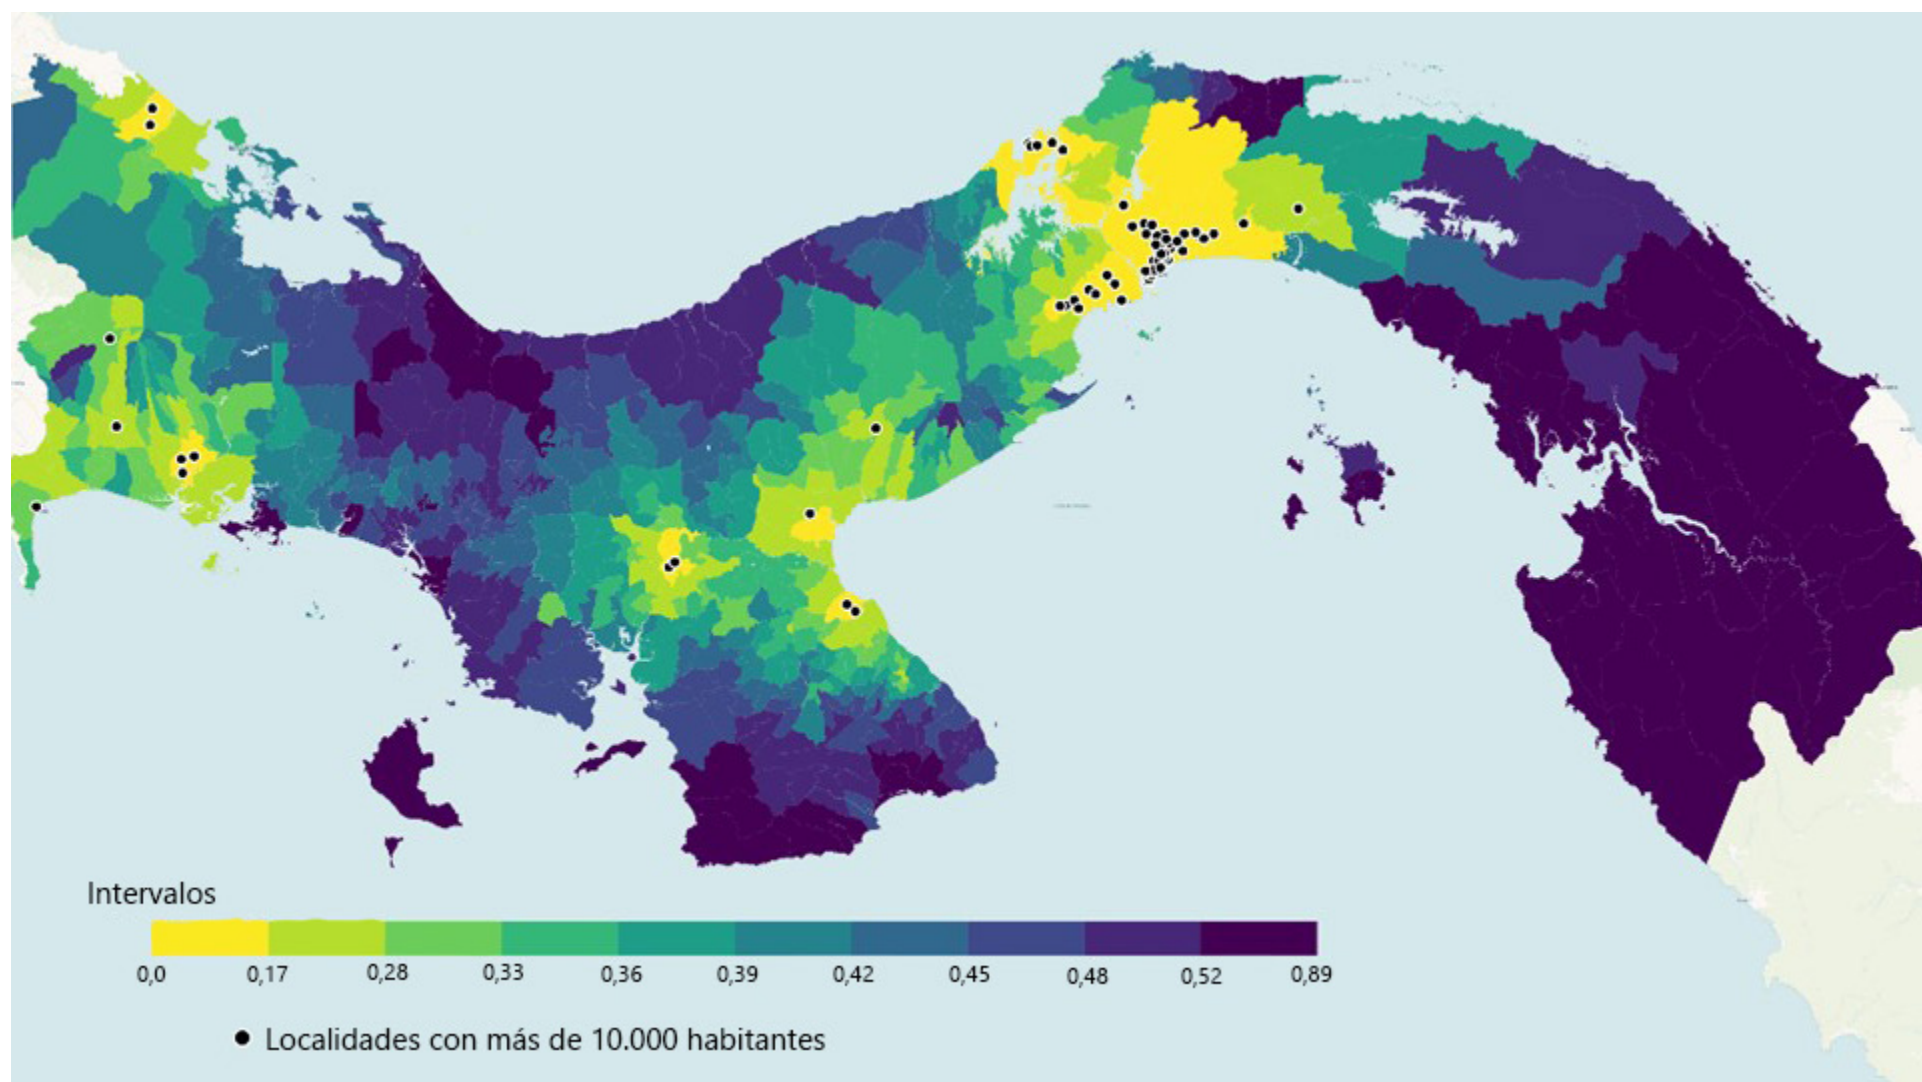 Intervalos
0,0 0,17 0,28 0,33 0,36 0,39 0,42 0,45 0,48 0,52 0,89
Localidades con más de 10.000 habitantes